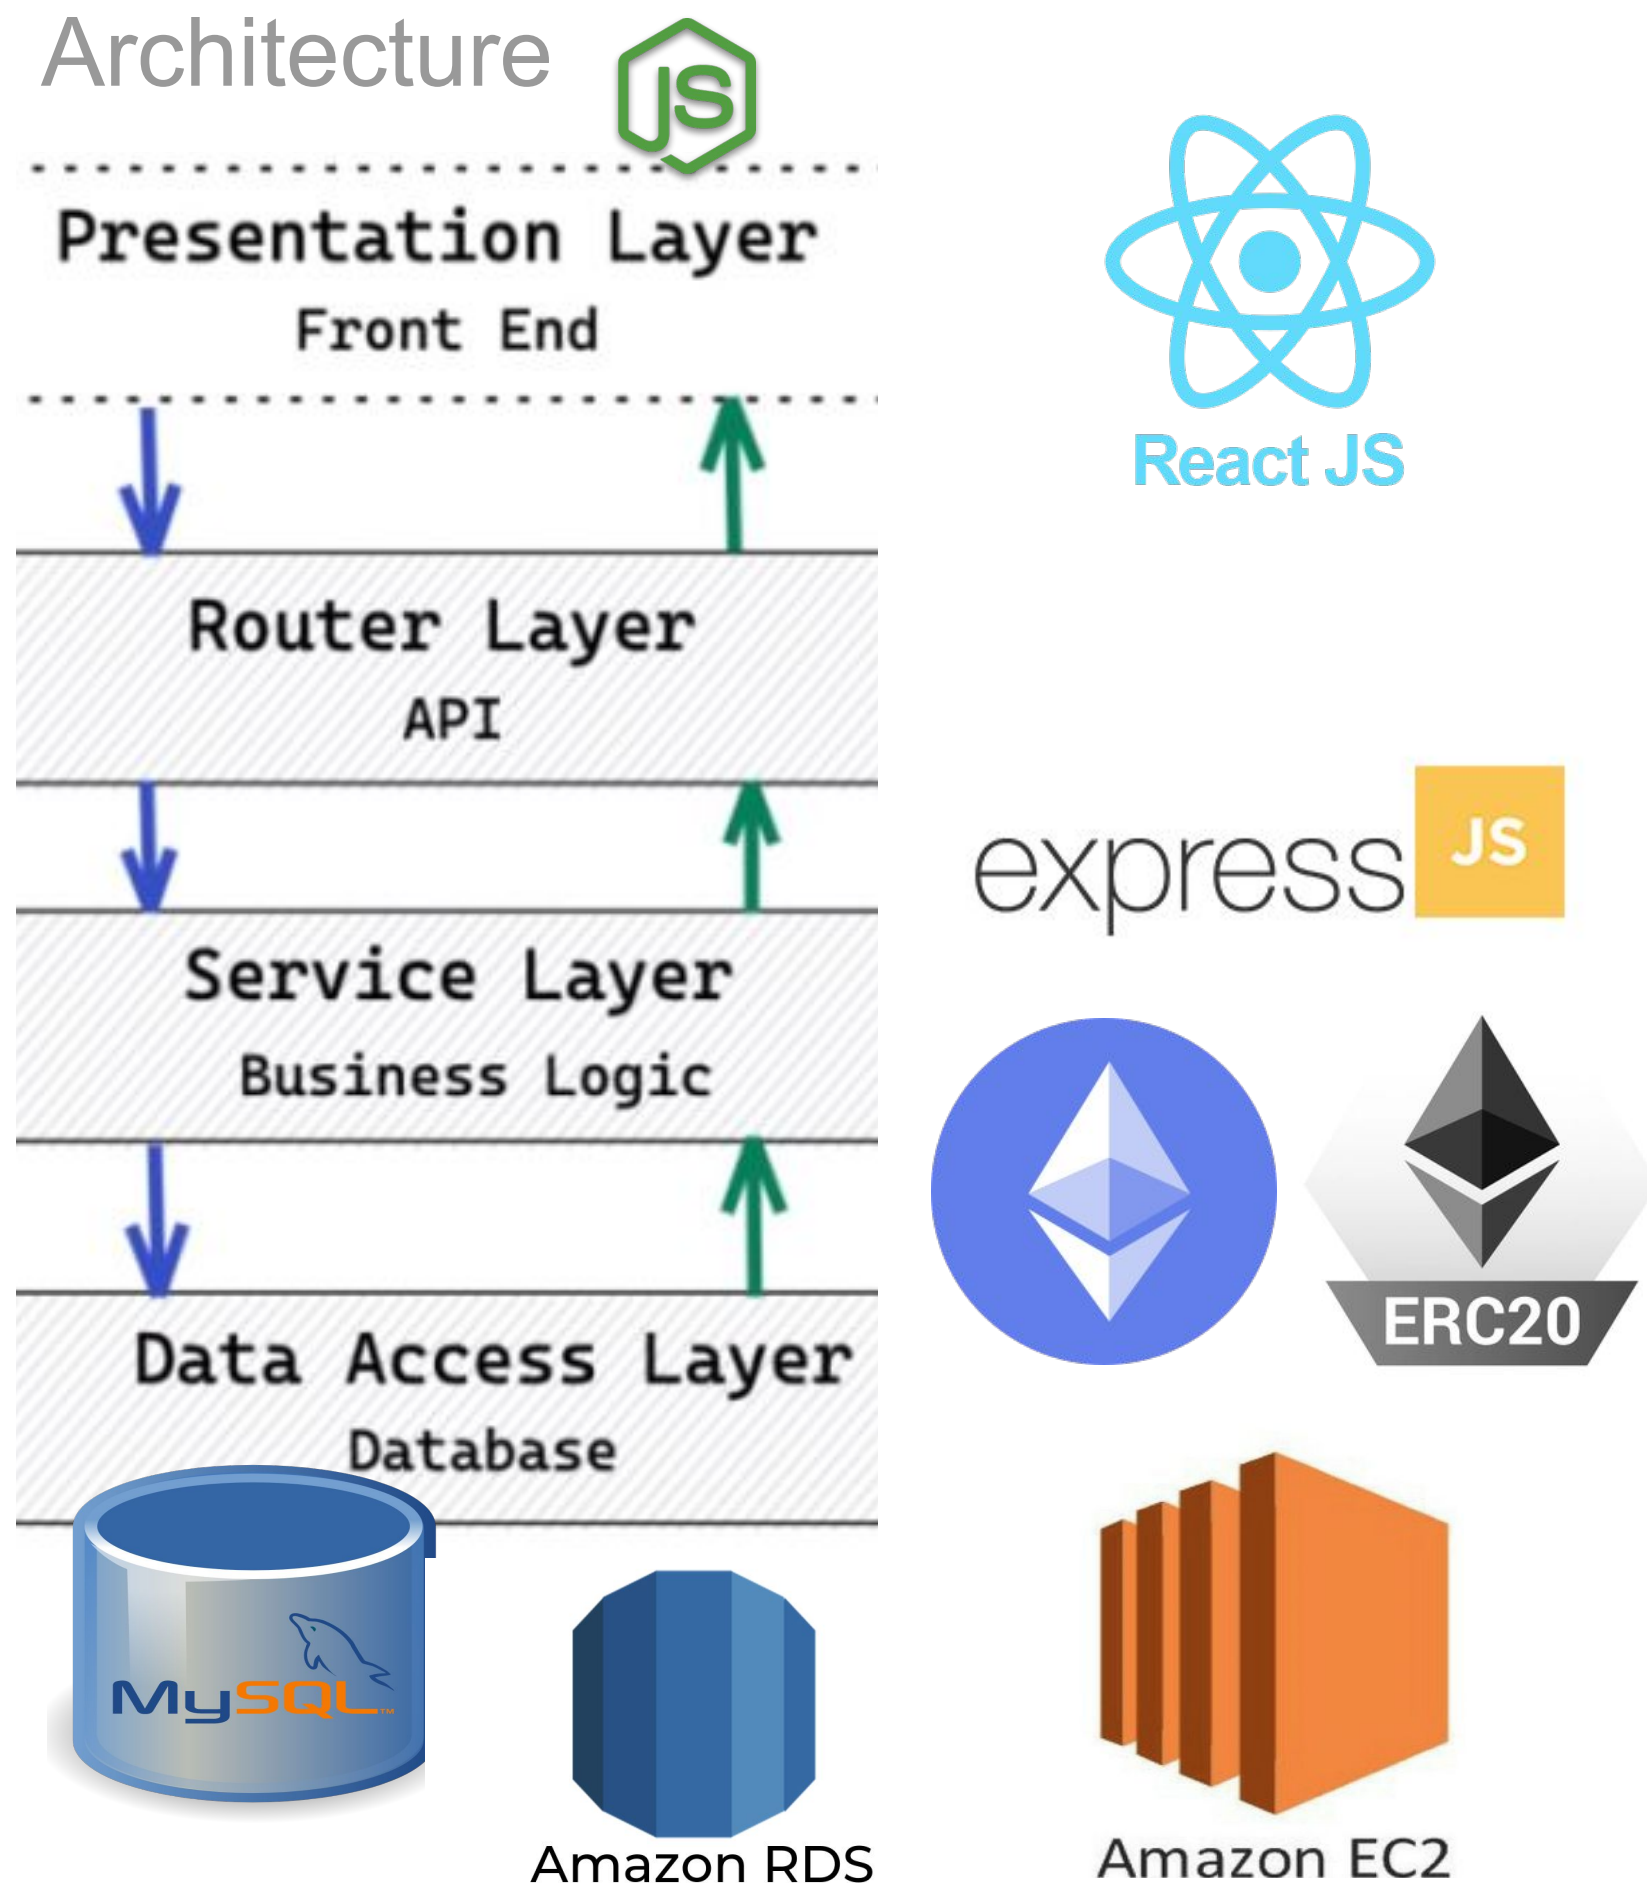 Architecture
JS
Presentation Layer
Front End
React JS
Router Layer
API
express JS
Service Layer
Business Logic
ERC20
Data Access Layer
Database
MySQL™
Amazon RDS
Amazon EC2